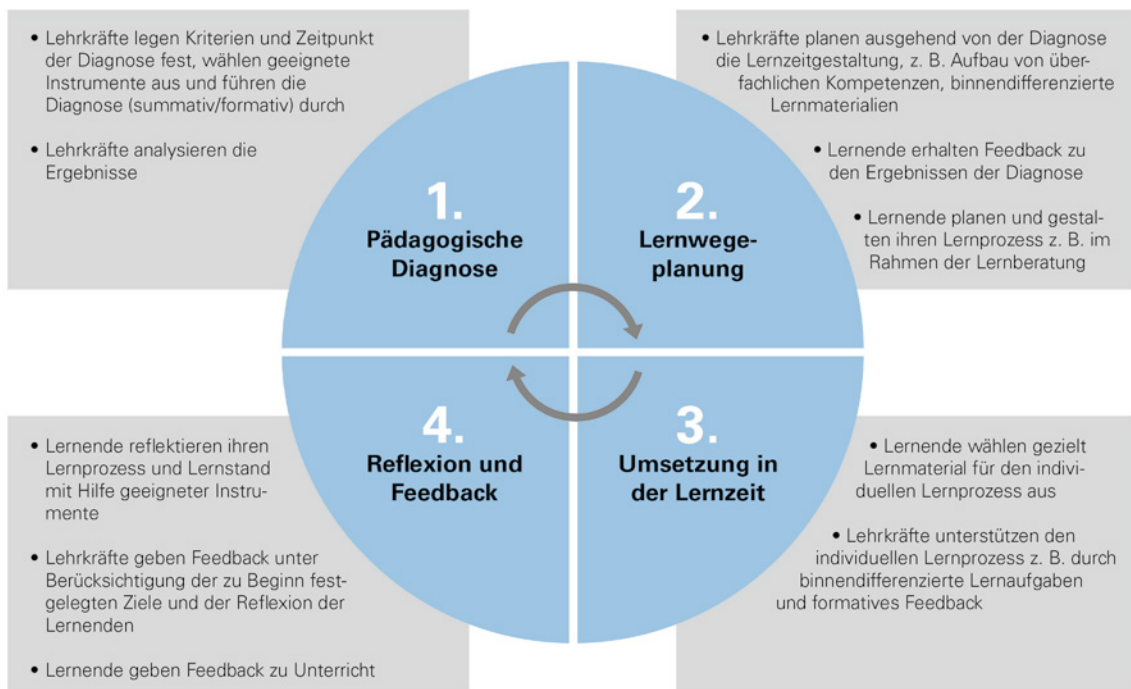 • Lehrkräfte legen Kriterien und Zeitpunkt
der Diagnose fest, wählen geeignete
Instrumente aus und führen die
Diagnose (summativ/formativ) durch
• Lehrkräfte analysieren die
Ergebnisse
1.
Pädagogische
Diagnose
• Lehrkräfte planen ausgehend von der Diagnose
die Lernzeitgestaltung, z. B. Aufbau von über-
fachlichen Kompetenzen, binnendifferenzierte
Lernmaterialien
• Lernende erhalten Feedback zu
den Ergebnissen der Diagnose
• Lernende planen und gestal-
ten ihren Lernprozess z. B. im
Rahmen der Lernberatung
2.
Lernwege-
planung
3.
Umsetzung in
der Lernzeit
• Lernende wählen gezielt
Lernmaterial für den indivi-
duellen Lernprozess aus
• Lehrkräfte unterstützen den
individuellen Lernprozess z. B. durch
binnendifferenzierte Lernaufgaben
und formatives Feedback
4.
Reflexion und
Feedback
• Lernende reflektieren ihren
Lernprozess und Lernstand
mit Hilfe geeigneter Instru-
mente
• Lehrkräfte geben Feedback unter
Berücksichtigung der zu Beginn fest-
gelegten Ziele und der Reflexion der
Lernenden
• Lernende geben Feedback zu Unterricht